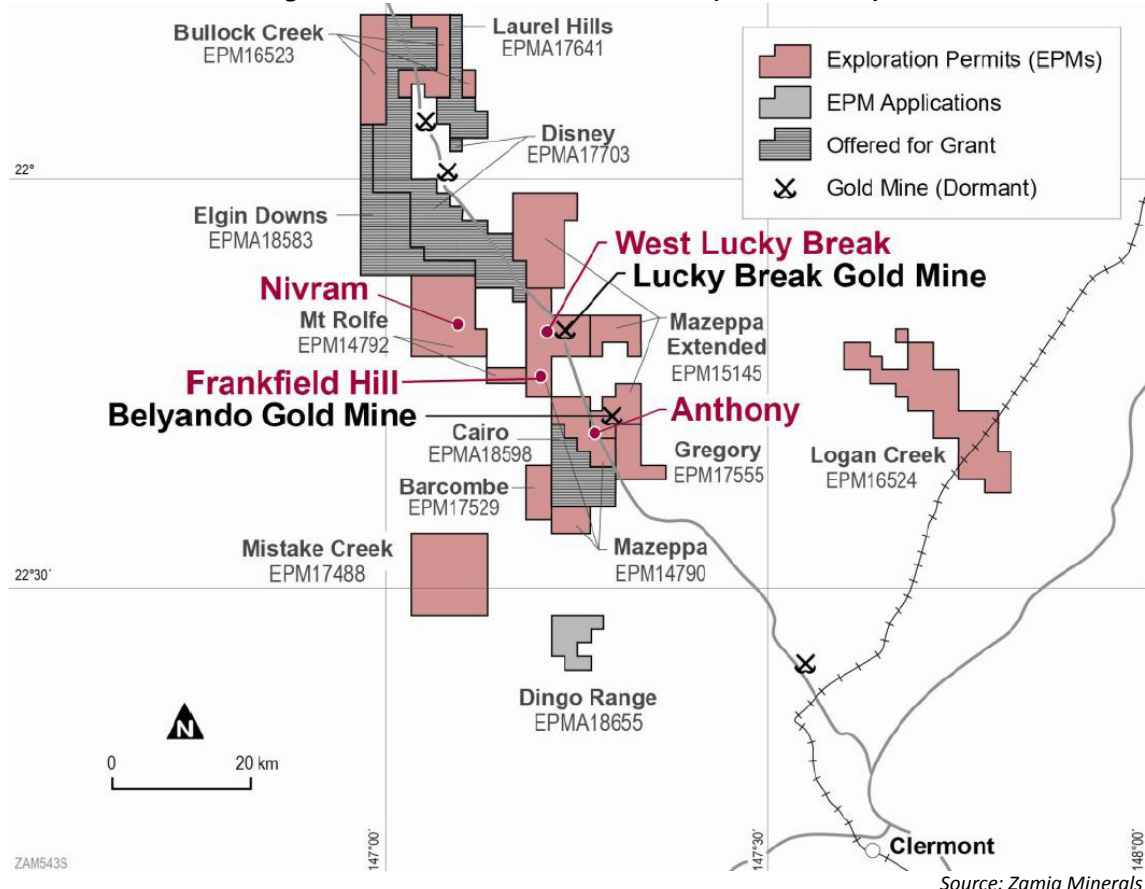 Bullock Creek
EPM16523
Laurel Hills
EPMA17641
Exploration Permits (EPMs)
EPM Applications
Offered for Grant
Gold Mine (Dormant)
Disney
EPMA17703
22°
Elgin Downs
EPMA18583
West Lucky Break
Lucky Break Gold Mine
Nivram
Mt Rolfe
EPM14792
Mazeppa
Extended
EPM15145
Frankfield Hill
Belyando Gold Mine
Anthony
Cairo
EPMA18598
Gregory
EPM17555
Logan Creek
EPM16524
Barcombe
EPM17529
Mistake Creek
EPM17488
Mazeppa
EPM14790
22°30´
Dingo Range
EPMA18655
N
0 20 km
147°00´
147°30´
148°00´
Clermont
ZAM543S
Source: Zamia Minerals